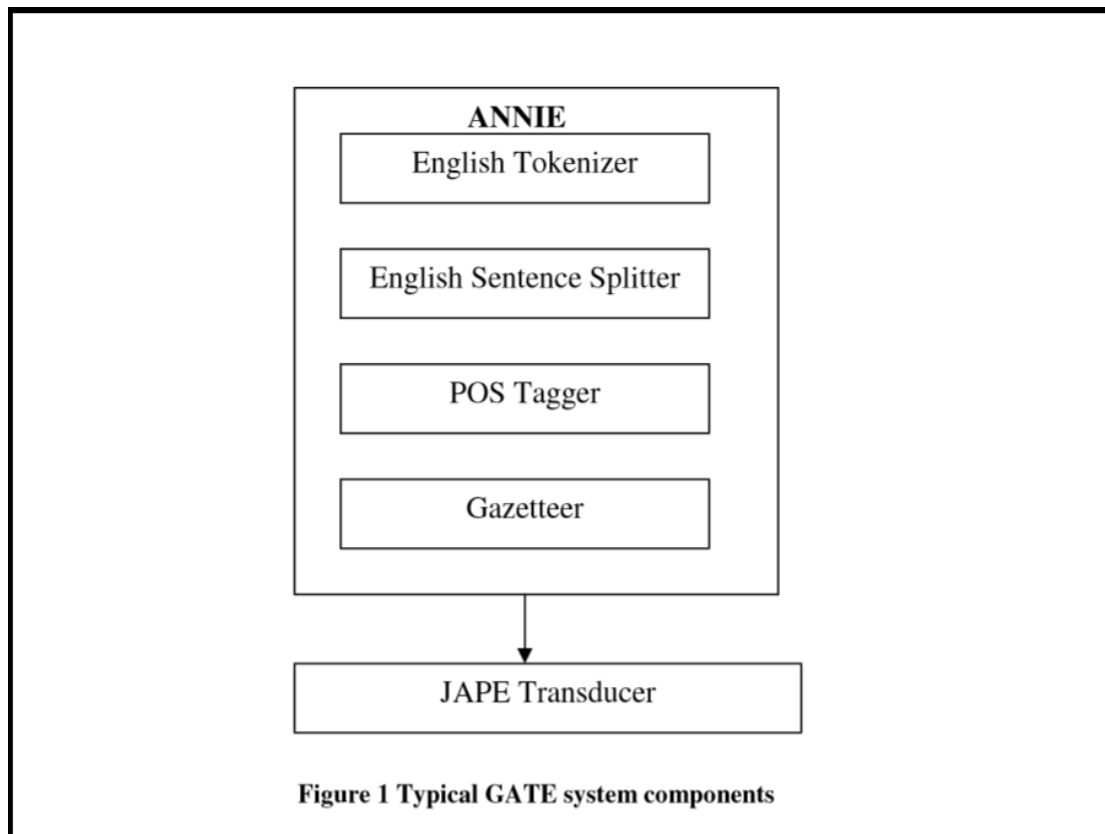 ANNIE
English Tokenizer
English Sentence Splitter
POS Tagger
Gazetteer
JAPE Transducer
Figure 1 Typical GATE system components